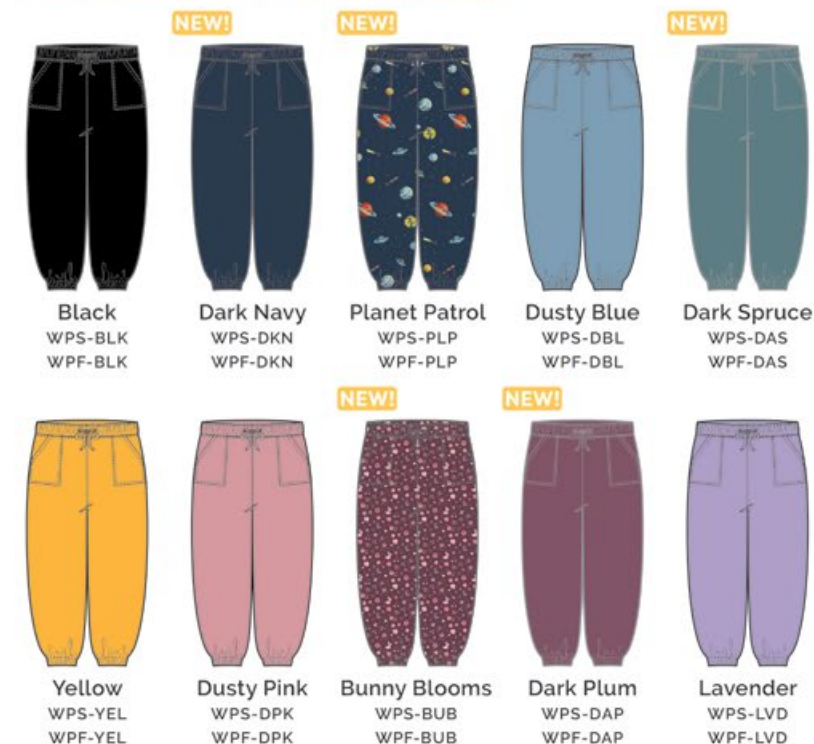 NEW! NEW! NEW!
Black Dark Navy Planet Patrol Dusty Blue Dark Spruce
WPS-BLK WPS-DKN WPS-PLP WPS-DBL WPS-DAS
WPF-BLK WPF-DKN WPF-PLP WPF-DBL WPF-DAS
NEW! NEW!
Yellow Dusty Pink Bunny Blooms Dark Plum Lavender
WPS-YEL WPS-DPK WPS-BUB WPS-DAP WPS-LVD
WPF-YEL WPF-DPK WPF-BUB WPF-DAP WPF-LVD